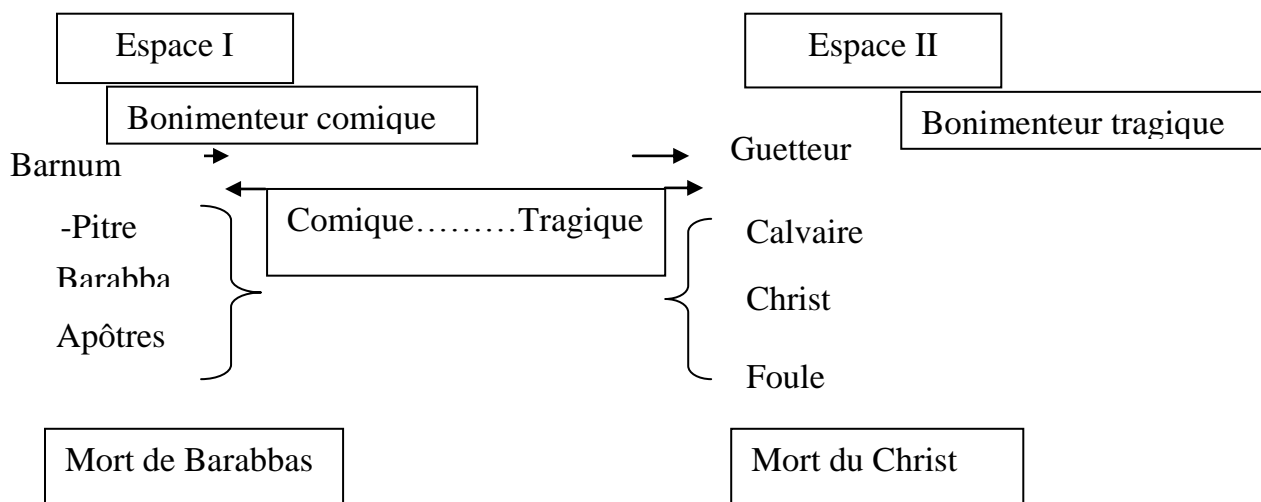 Espace I
Espace II
Bonimenteur comique
Bonimenteur tragique
Barnum
Guetteur
Comique.........Tragique
-Pitre
Calvaire
Barabba
Christ
Apôtres
Foule
Mort de Barabbas
Mort du Christ